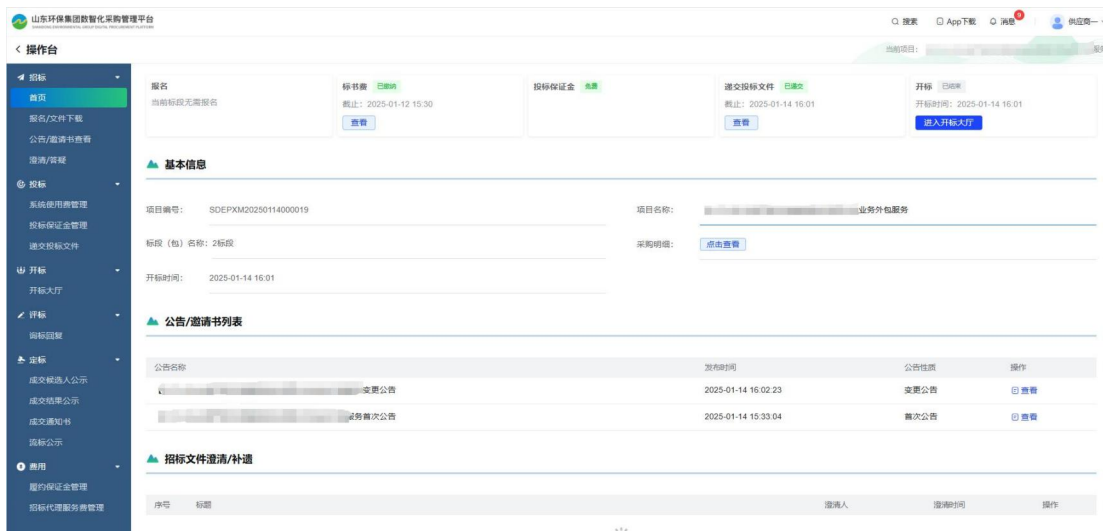 山东环保集团数智化采购管理平台
搜索 App下载 消息 9 供应商一
操作台
当前项目：
招标
首页
报名/文件下载
公告/邀请书查看
澄清/答疑
投标
系统使用费管理
投标保证金管理
递交投标文件
开标
开标大厅
评标
询标回复
定标
成交候选人公示
成交结果公示
成交通知书
流标公示
费用
履约保证金管理
招标代理服务费管理
报名
当前标段无需报名
标书费 已缴纳
截止：2025-01-12 15:30
查看
投标保证金 免费
递交投标文件 已递交
截止：2025-01-14 16:01
查看
开标 已结束
开标时间：2025-01-14 16:01
进入开标大厅
基本信息
项目编号： SDEPXM20250114000019
项目名称： 业务外包服务
标段（包）名称：2标段
采购明细： 点击查看
开标时间： 2025-01-14 16:01
公告/邀请书列表
公告名称 发布时间 公告性质 操作
变更公告 2025-01-14 16:02:23 变更公告 查看
服务首次公告 2025-01-14 15:33:04 首次公告 查看
招标文件澄清/补遗
序号 标题 澄清人 澄清时间 操作